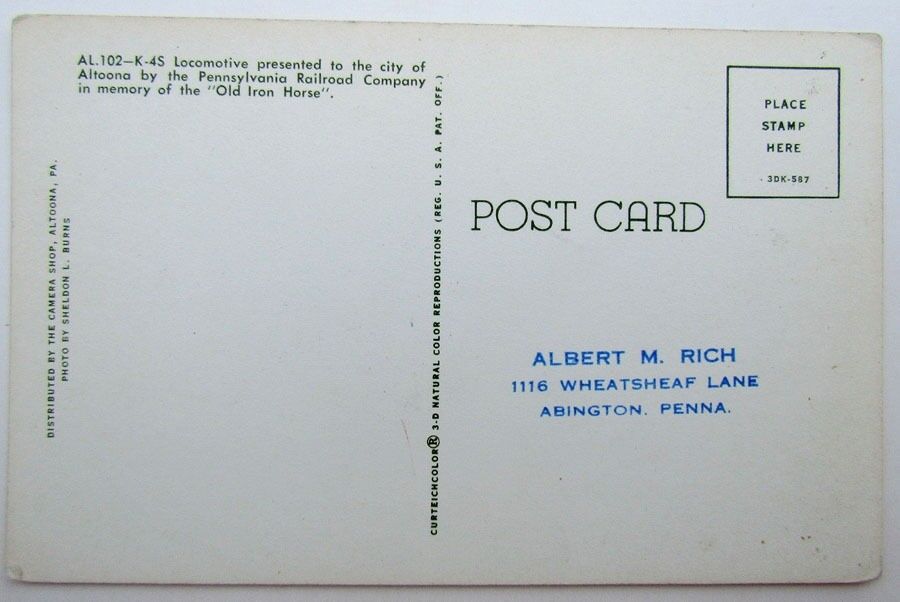 AL.102—K-4S Locomotive presented to the city of
Altoona by the Pennsylvania Railroad Company
in memory of the "Old Iron Horse".
DISTRIBUTED BY THE CAMERA SHOP, ALTOONA, PA.
PHOTO BY SHELDON L. BURNS
CURTEICHCOLOR® 3-D NATURAL COLOR REPRODUCTIONS (REG. U. S. A. PAT. OFF.)
PLACE
STAMP
HERE
3DK-587
POST CARD
ALBERT M. RICH
1116 WHEATSHEAF LANE
ABINGTON. PENNA.